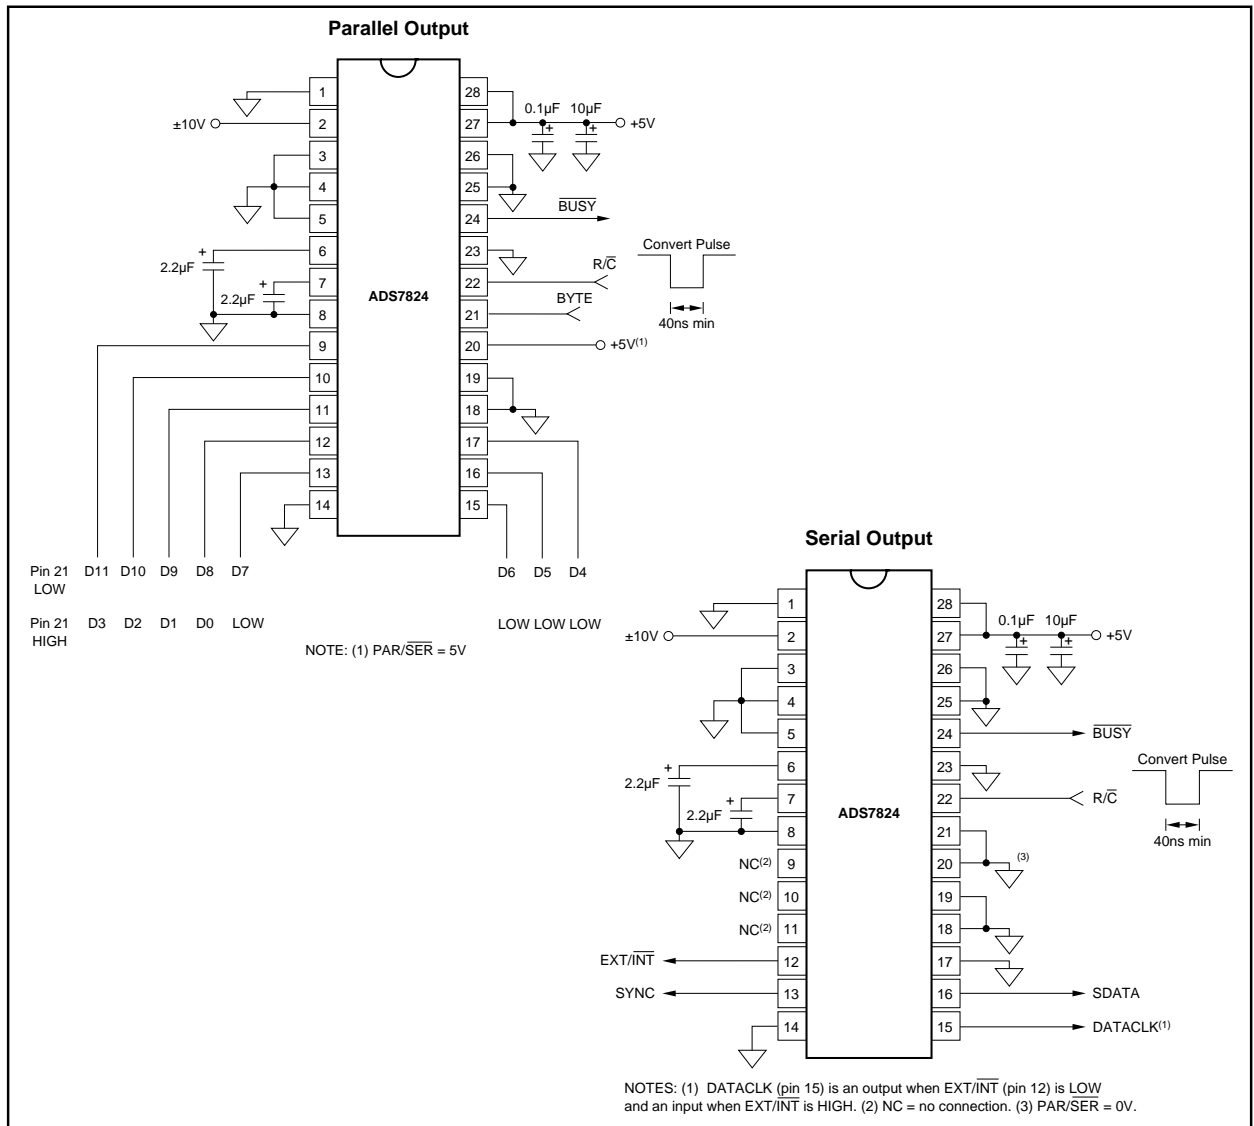 Parallel Output
1
2
3
4
5
6
7
8
9
10
11
12
13
14
28
27
26
25
24
23
22
21
20
19
18
17
16
15
ADS7824
±10V
0.1µF 10µF
+5V
BUSY
Convert Pulse
40ns min
R/C
BYTE
+5V(1)
2.2µF
2.2µF
Pin 21 LOW
D11 D10 D9 D8 D7
D6 D5 D4
Pin 21 HIGH
D3 D2 D1 D0 LOW
LOW LOW LOW
NOTE: (1) PAR/SER = 5V
Serial Output
1
2
3
4
5
6
7
8
9
10
11
12
13
14
28
27
26
25
24
23
22
21
20
19
18
17
16
15
ADS7824
±10V
0.1µF 10µF
+5V
BUSY
Convert Pulse
40ns min
R/C
2.2µF
2.2µF
NC(2)
NC(2)
NC(2)
(3)
EXT/INT
SYNC
SDATA
DATACLK(1)
NOTES: (1) DATACLK (pin 15) is an output when EXT/INT (pin 12) is LOW
and an input when EXT/INT is HIGH. (2) NC = no connection. (3) PAR/SER = 0V.